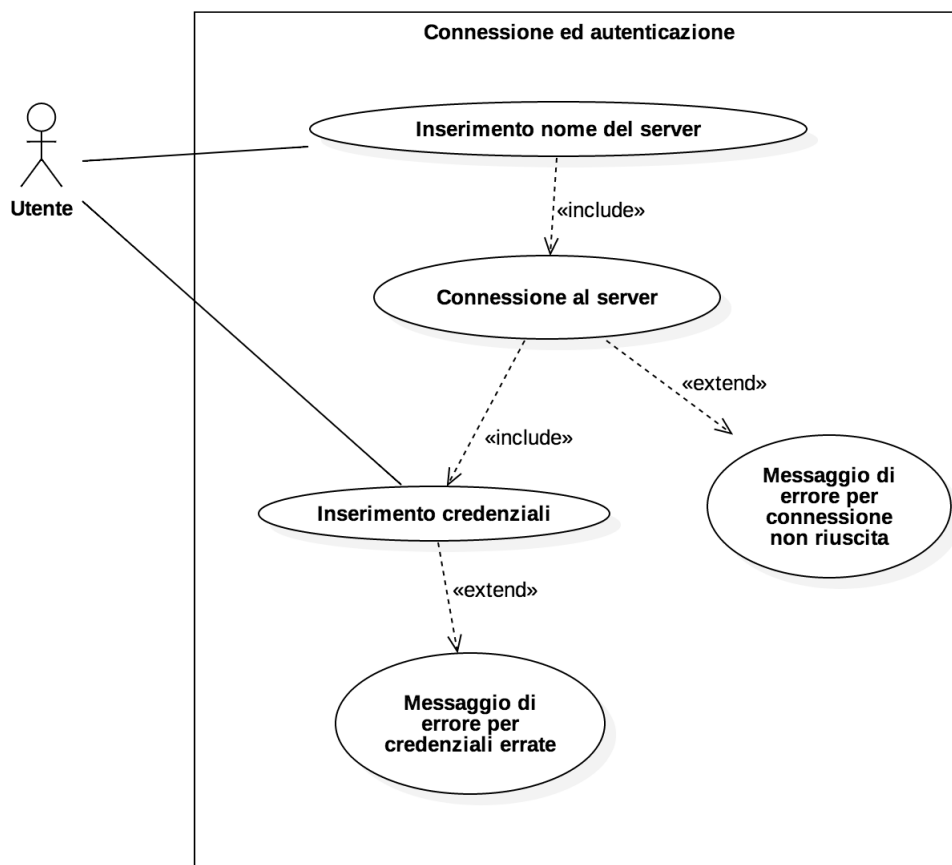 Connessione ed autenticazione
Inserimento nome del server
Utente
«include»
Connessione al server
«extend»
«include»
Messaggio di
errore per
connessione
non riuscita
Inserimento credenziali
«extend»
Messaggio di
errore per
credenziali errate